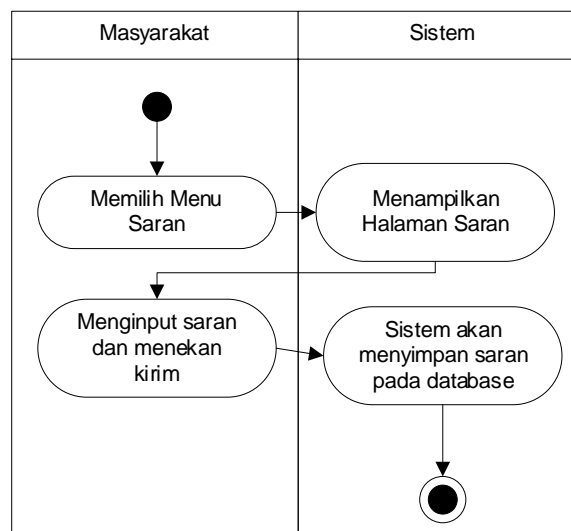 Masyarakat
Sistem
Memilih Menu
Saran
Menampilkan
Halaman Saran
Menginput saran
dan menekan
kirim
Sistem akan
menyimpan saran
pada database